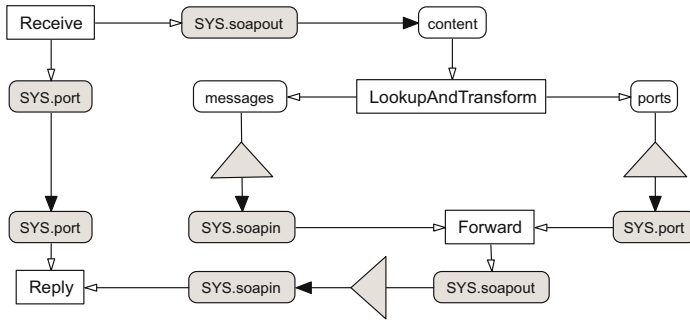 Receive
SYS.soapout
content
SYS.port
messages
LookupAndTransform
ports
SYS.port
SYS.soapin
Forward
SYS.port
Reply
SYS.soapin
SYS.soapout